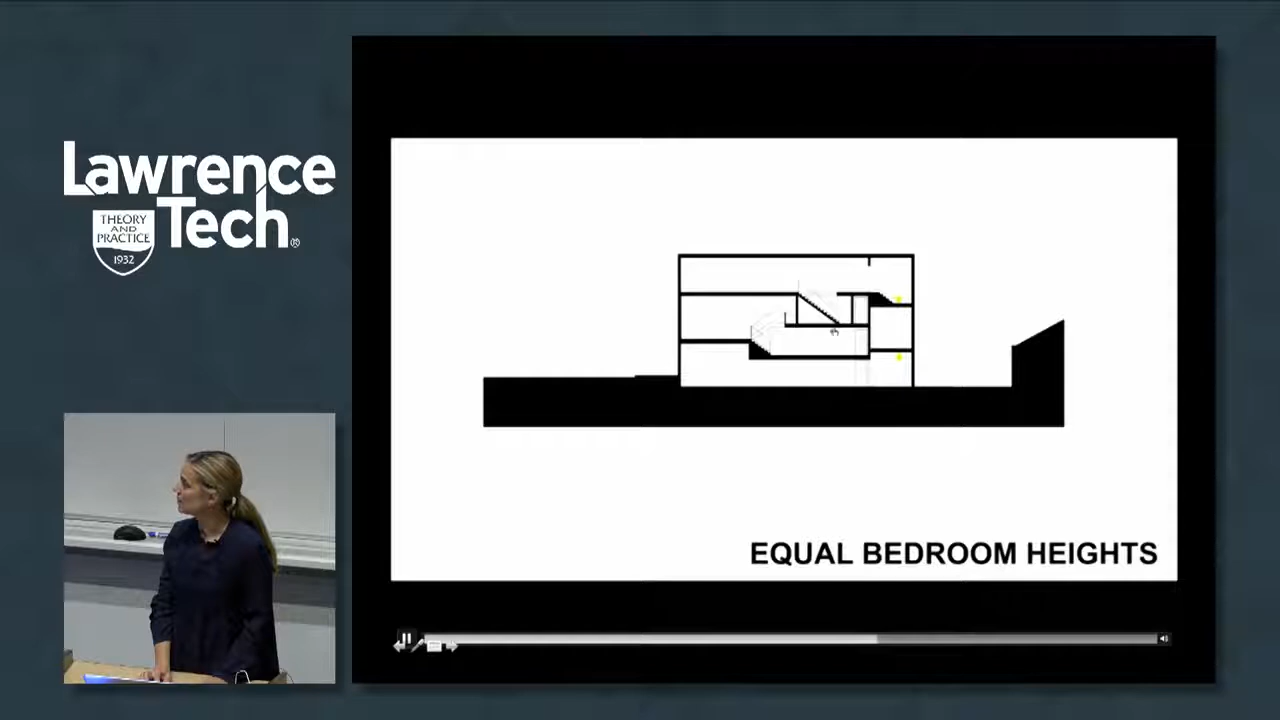 Lawrence
Tech®
THEORY
AND
PRACTICE
1932
EQUAL BEDROOM HEIGHTS